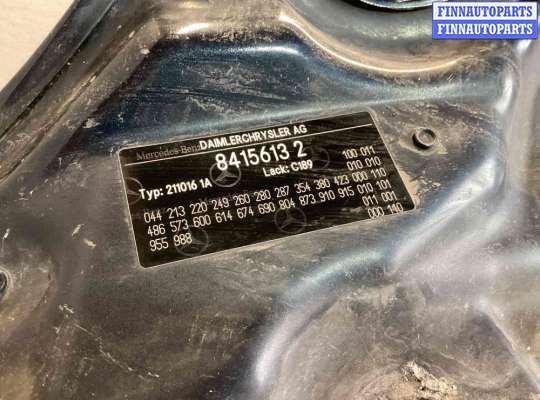 FINNAUTOPARTS
FINNAUTOPARTS
Mercedes-Benz DAIMLERCHRYSLER AG
8415613 2
Lack: C189
Typ: 211016 1A
100 011
010 010
044 213 220 249 260 280 287 354 380 423 000 110
486 573 600 614 674 690 804 873 910 915 010 101
955 988
011 001
000 140